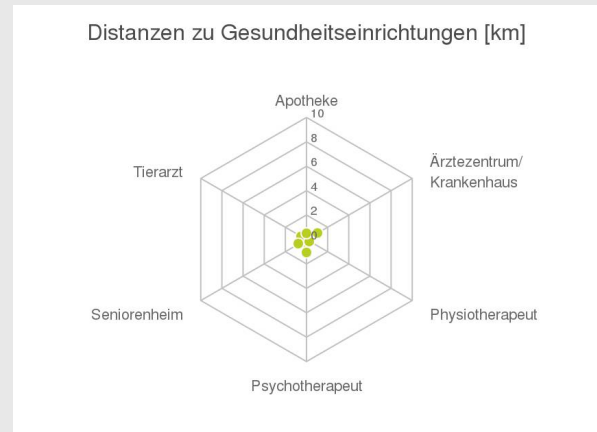 Distanzen zu Gesundheitseinrichtungen [km]
Apotheke
10
8
6
4
2
0
Ärztezentrum/
Krankenhaus
Tierarzt
Seniorenheim
Physiotherapeut
Psychotherapeut